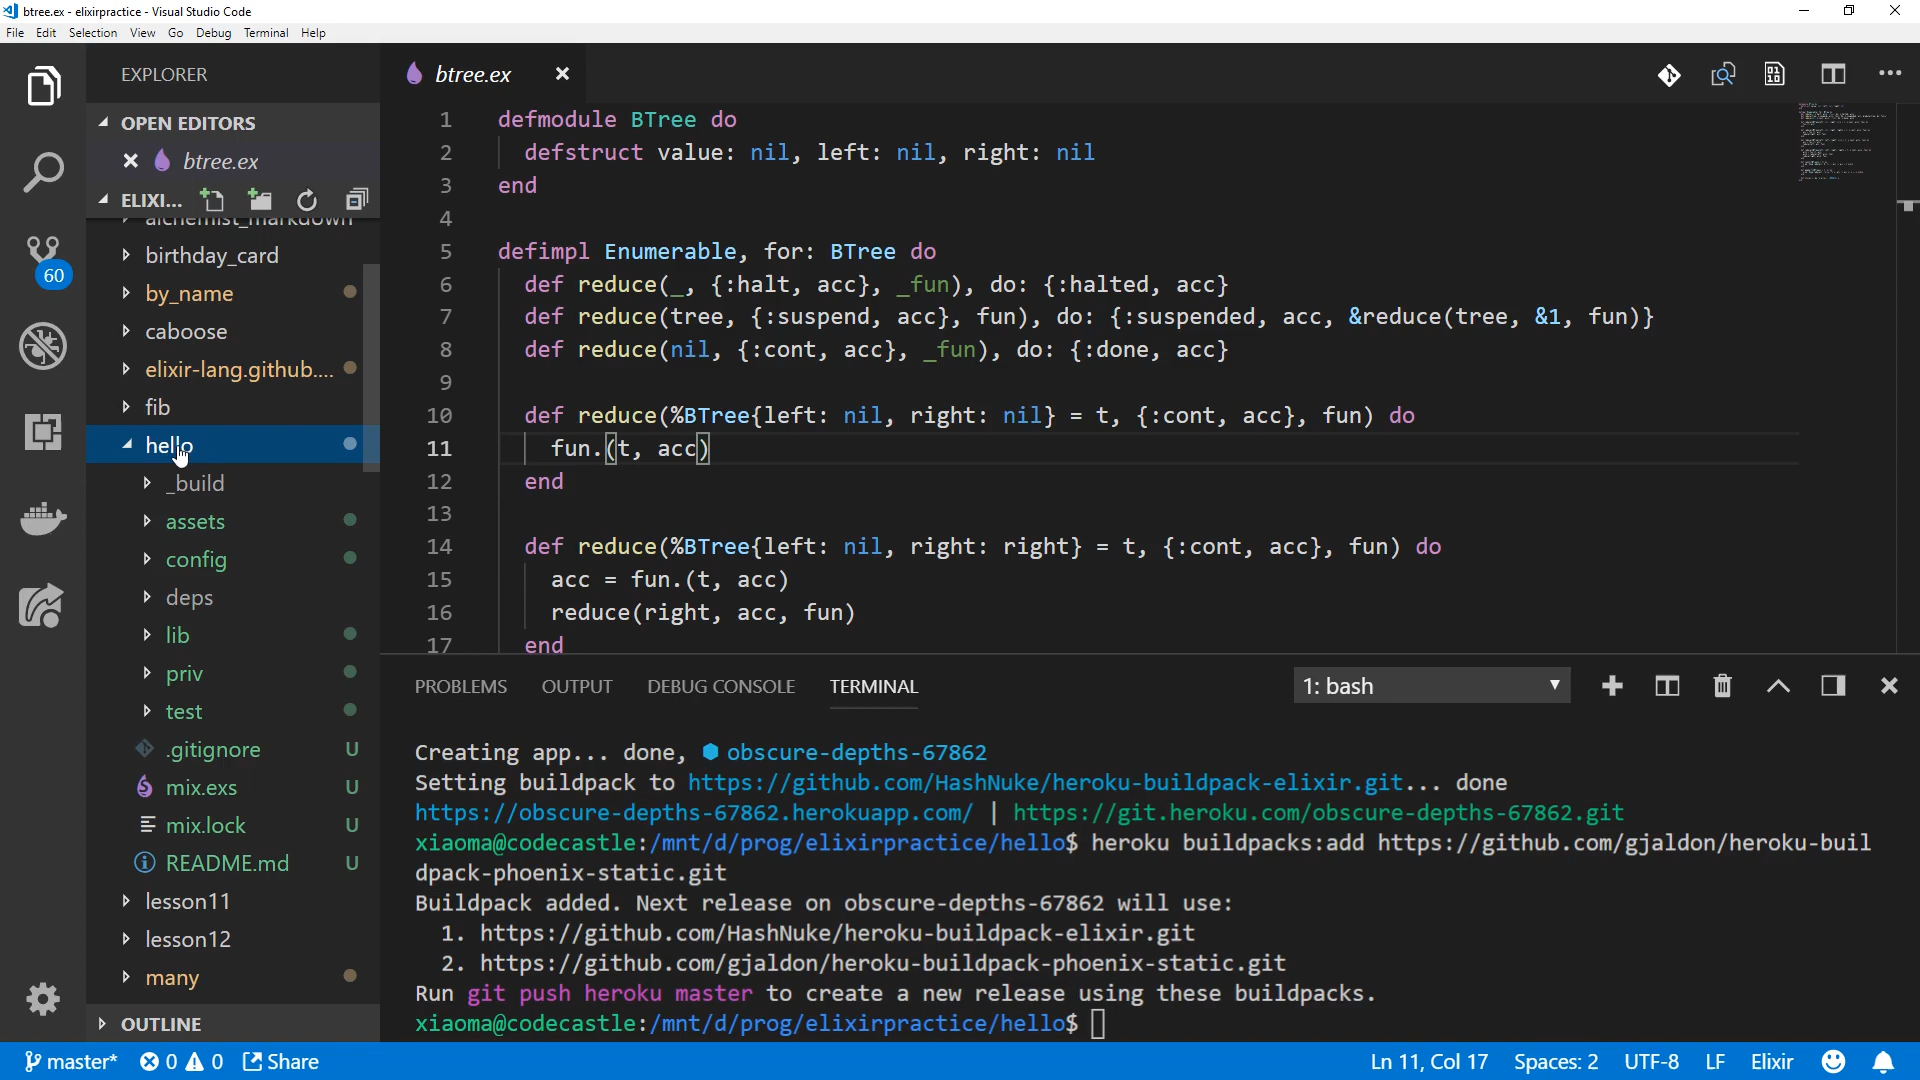 btree.ex - elixirpractice - Visual Studio Code
File Edit Selection View Go Debug Terminal Help
EXPLORER
OPEN EDITORS
btree.ex
ELIXI...
alchemist_markdown
birthday_card
by_name
caboose
elixir-lang.github....
fib
hello
_build
assets
config
deps
lib
priv
test
.gitignore U
mix.exs U
mix.lock U
README.md U
lesson11
lesson12
many
OUTLINE
60
btree.ex
1 defmodule BTree do
2 defstruct value: nil, left: nil, right: nil
3 end
4
5 defimpl Enumerable, for: BTree do
6 def reduce(_, {:halt, acc}, _fun), do: {:halted, acc}
7 def reduce(tree, {:suspend, acc}, fun), do: {:suspended, acc, &reduce(tree, &1, fun)}
8 def reduce(nil, {:cont, acc}, _fun), do: {:done, acc}
9
10 def reduce(%BTree{left: nil, right: nil} = t, {:cont, acc}, fun) do
11 fun.(t, acc)
12 end
13
14 def reduce(%BTree{left: nil, right: right} = t, {:cont, acc}, fun) do
15 acc = fun.(t, acc)
16 reduce(right, acc, fun)
17 end
PROBLEMS OUTPUT DEBUG CONSOLE TERMINAL 1: bash
Creating app... done, ⬢ obscure-depths-67862
Setting buildpack to https://github.com/HashNuke/heroku-buildpack-elixir.git... done
https://obscure-depths-67862.herokuapp.com/ | https://git.heroku.com/obscure-depths-67862.git
xiaoma@codecastle:/mnt/d/prog/elixirpractice/hello$ heroku buildpacks:add https://github.com/gjaldon/heroku-buil
dpack-phoenix-static.git
Buildpack added. Next release on obscure-depths-67862 will use:
1. https://github.com/HashNuke/heroku-buildpack-elixir.git
2. https://github.com/gjaldon/heroku-buildpack-phoenix-static.git
Run git push heroku master to create a new release using these buildpacks.
xiaoma@codecastle:/mnt/d/prog/elixirpractice/hello$
master* 0 0 Share Ln 11, Col 17 Spaces: 2 UTF-8 LF Elixir